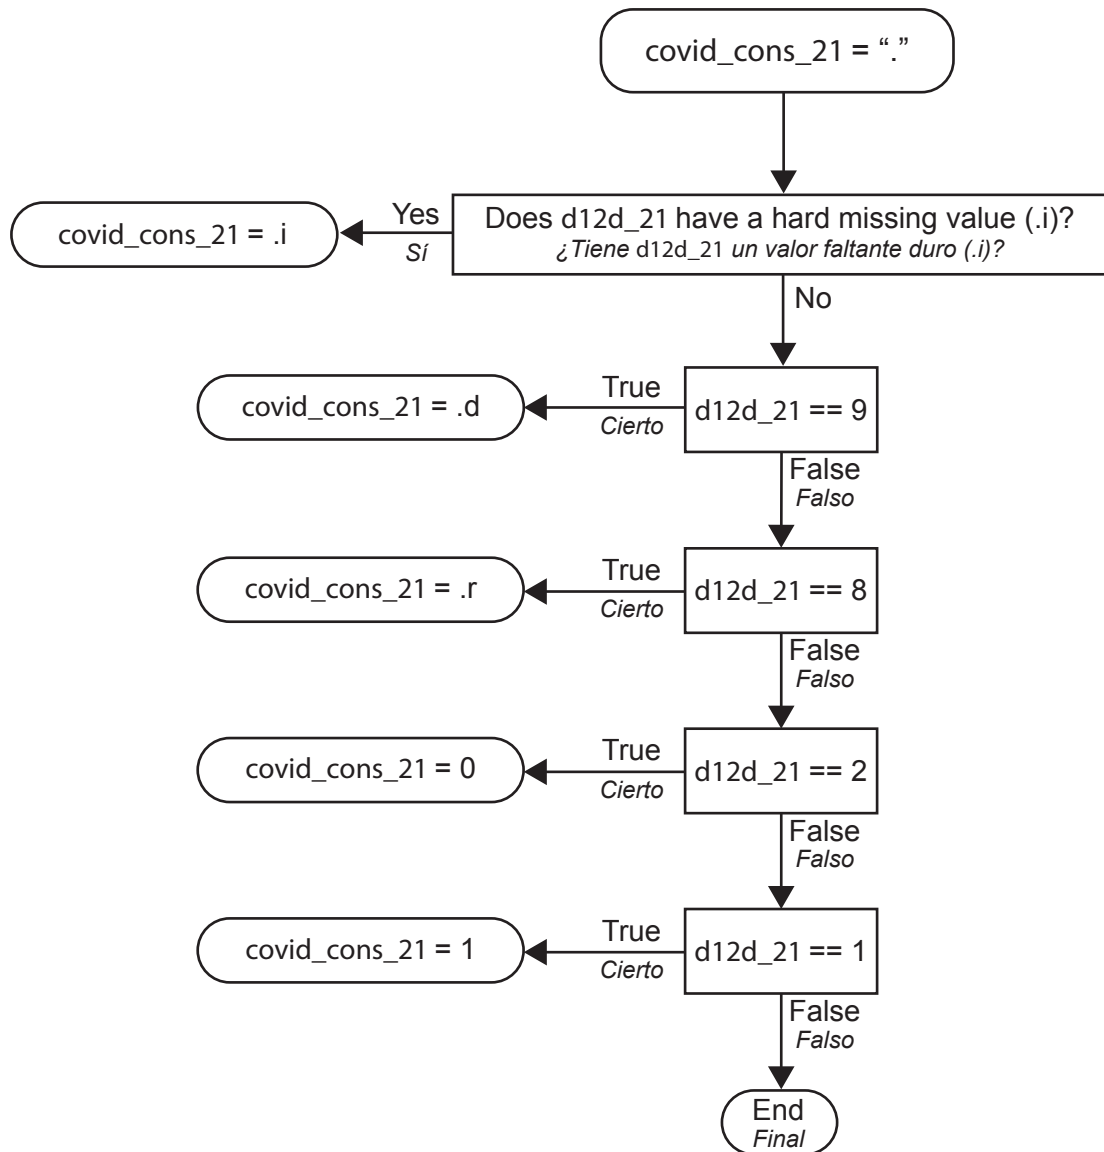 covid_cons_21 = “.”
Does d12d_21 have a hard missing value (.i)?
¿Tiene d12d_21 un valor faltante duro (.i)?
Yes
Sí
covid_cons_21 = .i
No
d12d_21 == 9
True
Cierto
covid_cons_21 = .d
False
Falso
d12d_21 == 8
True
Cierto
covid_cons_21 = .r
False
Falso
d12d_21 == 2
True
Cierto
covid_cons_21 = 0
False
Falso
d12d_21 == 1
True
Cierto
covid_cons_21 = 1
False
Falso
End
Final